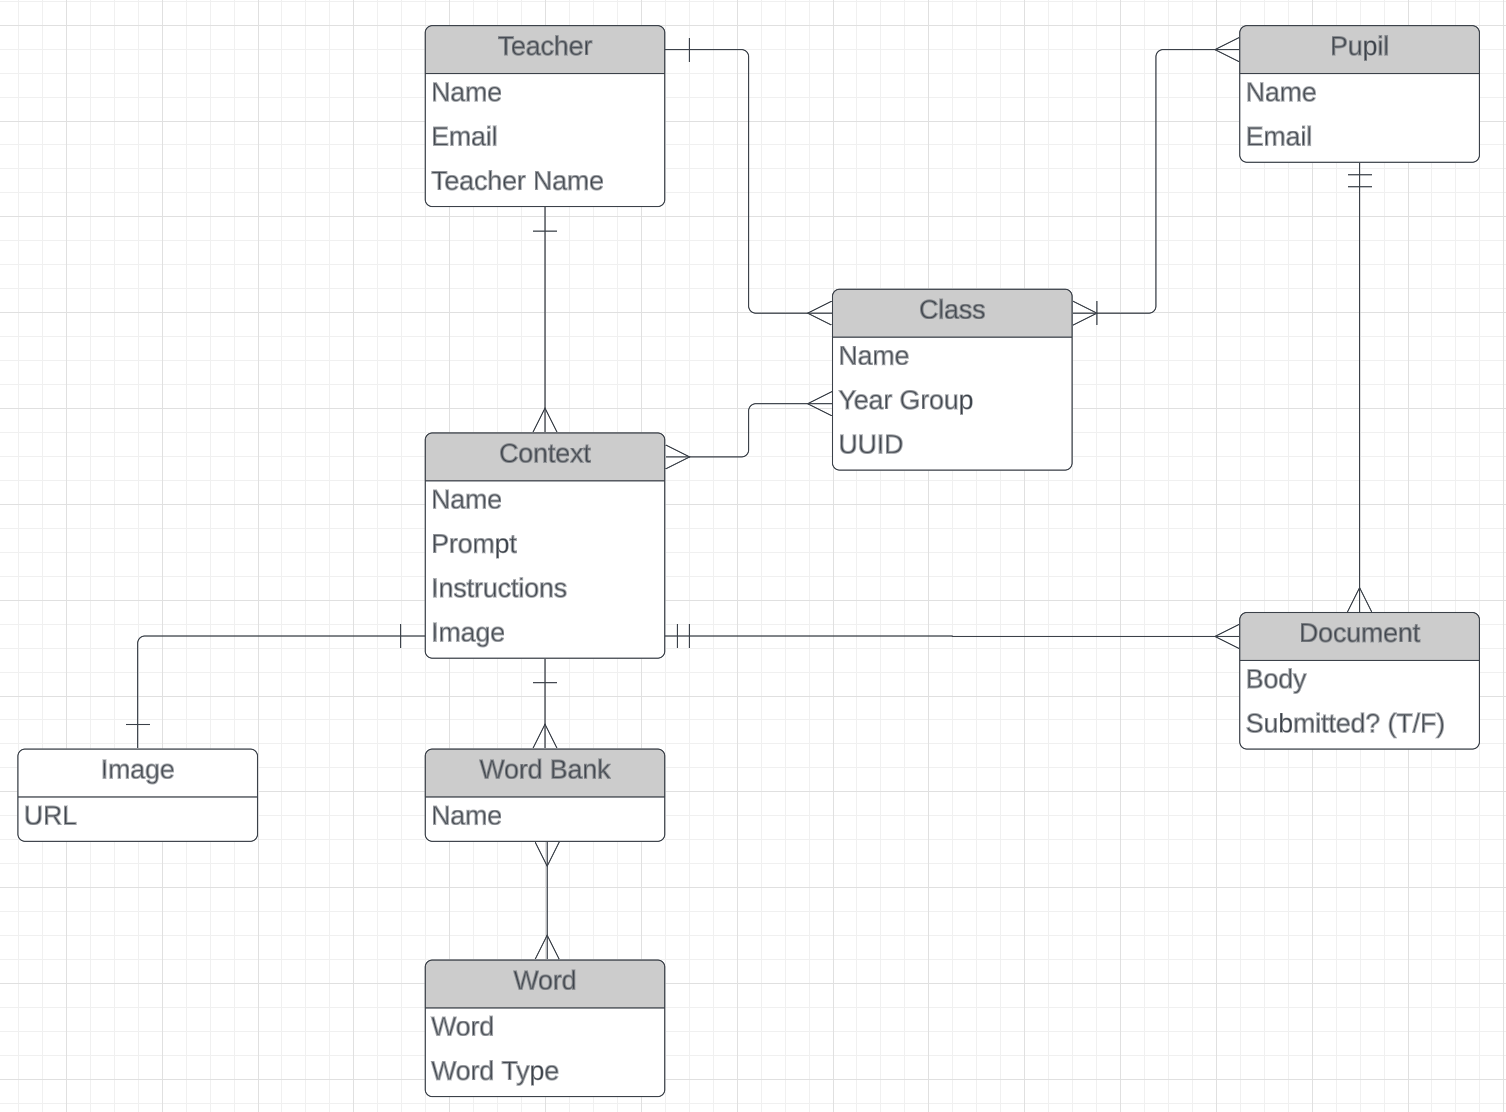 Teacher
Name
Email
Teacher Name
Pupil
Name
Email
Class
Name
Year Group
UUID
Context
Name
Prompt
Instructions
Image
Document
Body
Submitted? (T/F)
Image
URL
Word Bank
Name
Word
Word
Word Type